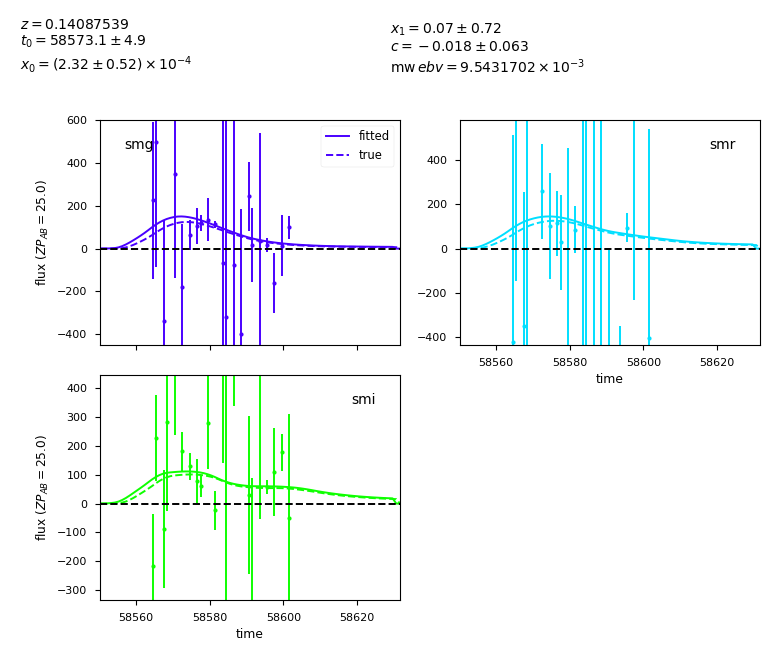 z = 0.14087539
t₀ = 58573.1 ± 4.9
x₀ = (2.32 ± 0.52) × 10⁻⁴
x₁ = 0.07 ± 0.72
c = −0.018 ± 0.063
mw ebv = 9.5431702 × 10⁻³
600
400
200
0
−200
−400
flux (ZP_AB = 25.0)
smg
fitted
true
400
200
0
−200
−400
smr
58560
58580
58600
58620
time
400
300
200
100
0
−100
−200
−300
flux (ZP_AB = 25.0)
smi
58560
58580
58600
58620
time